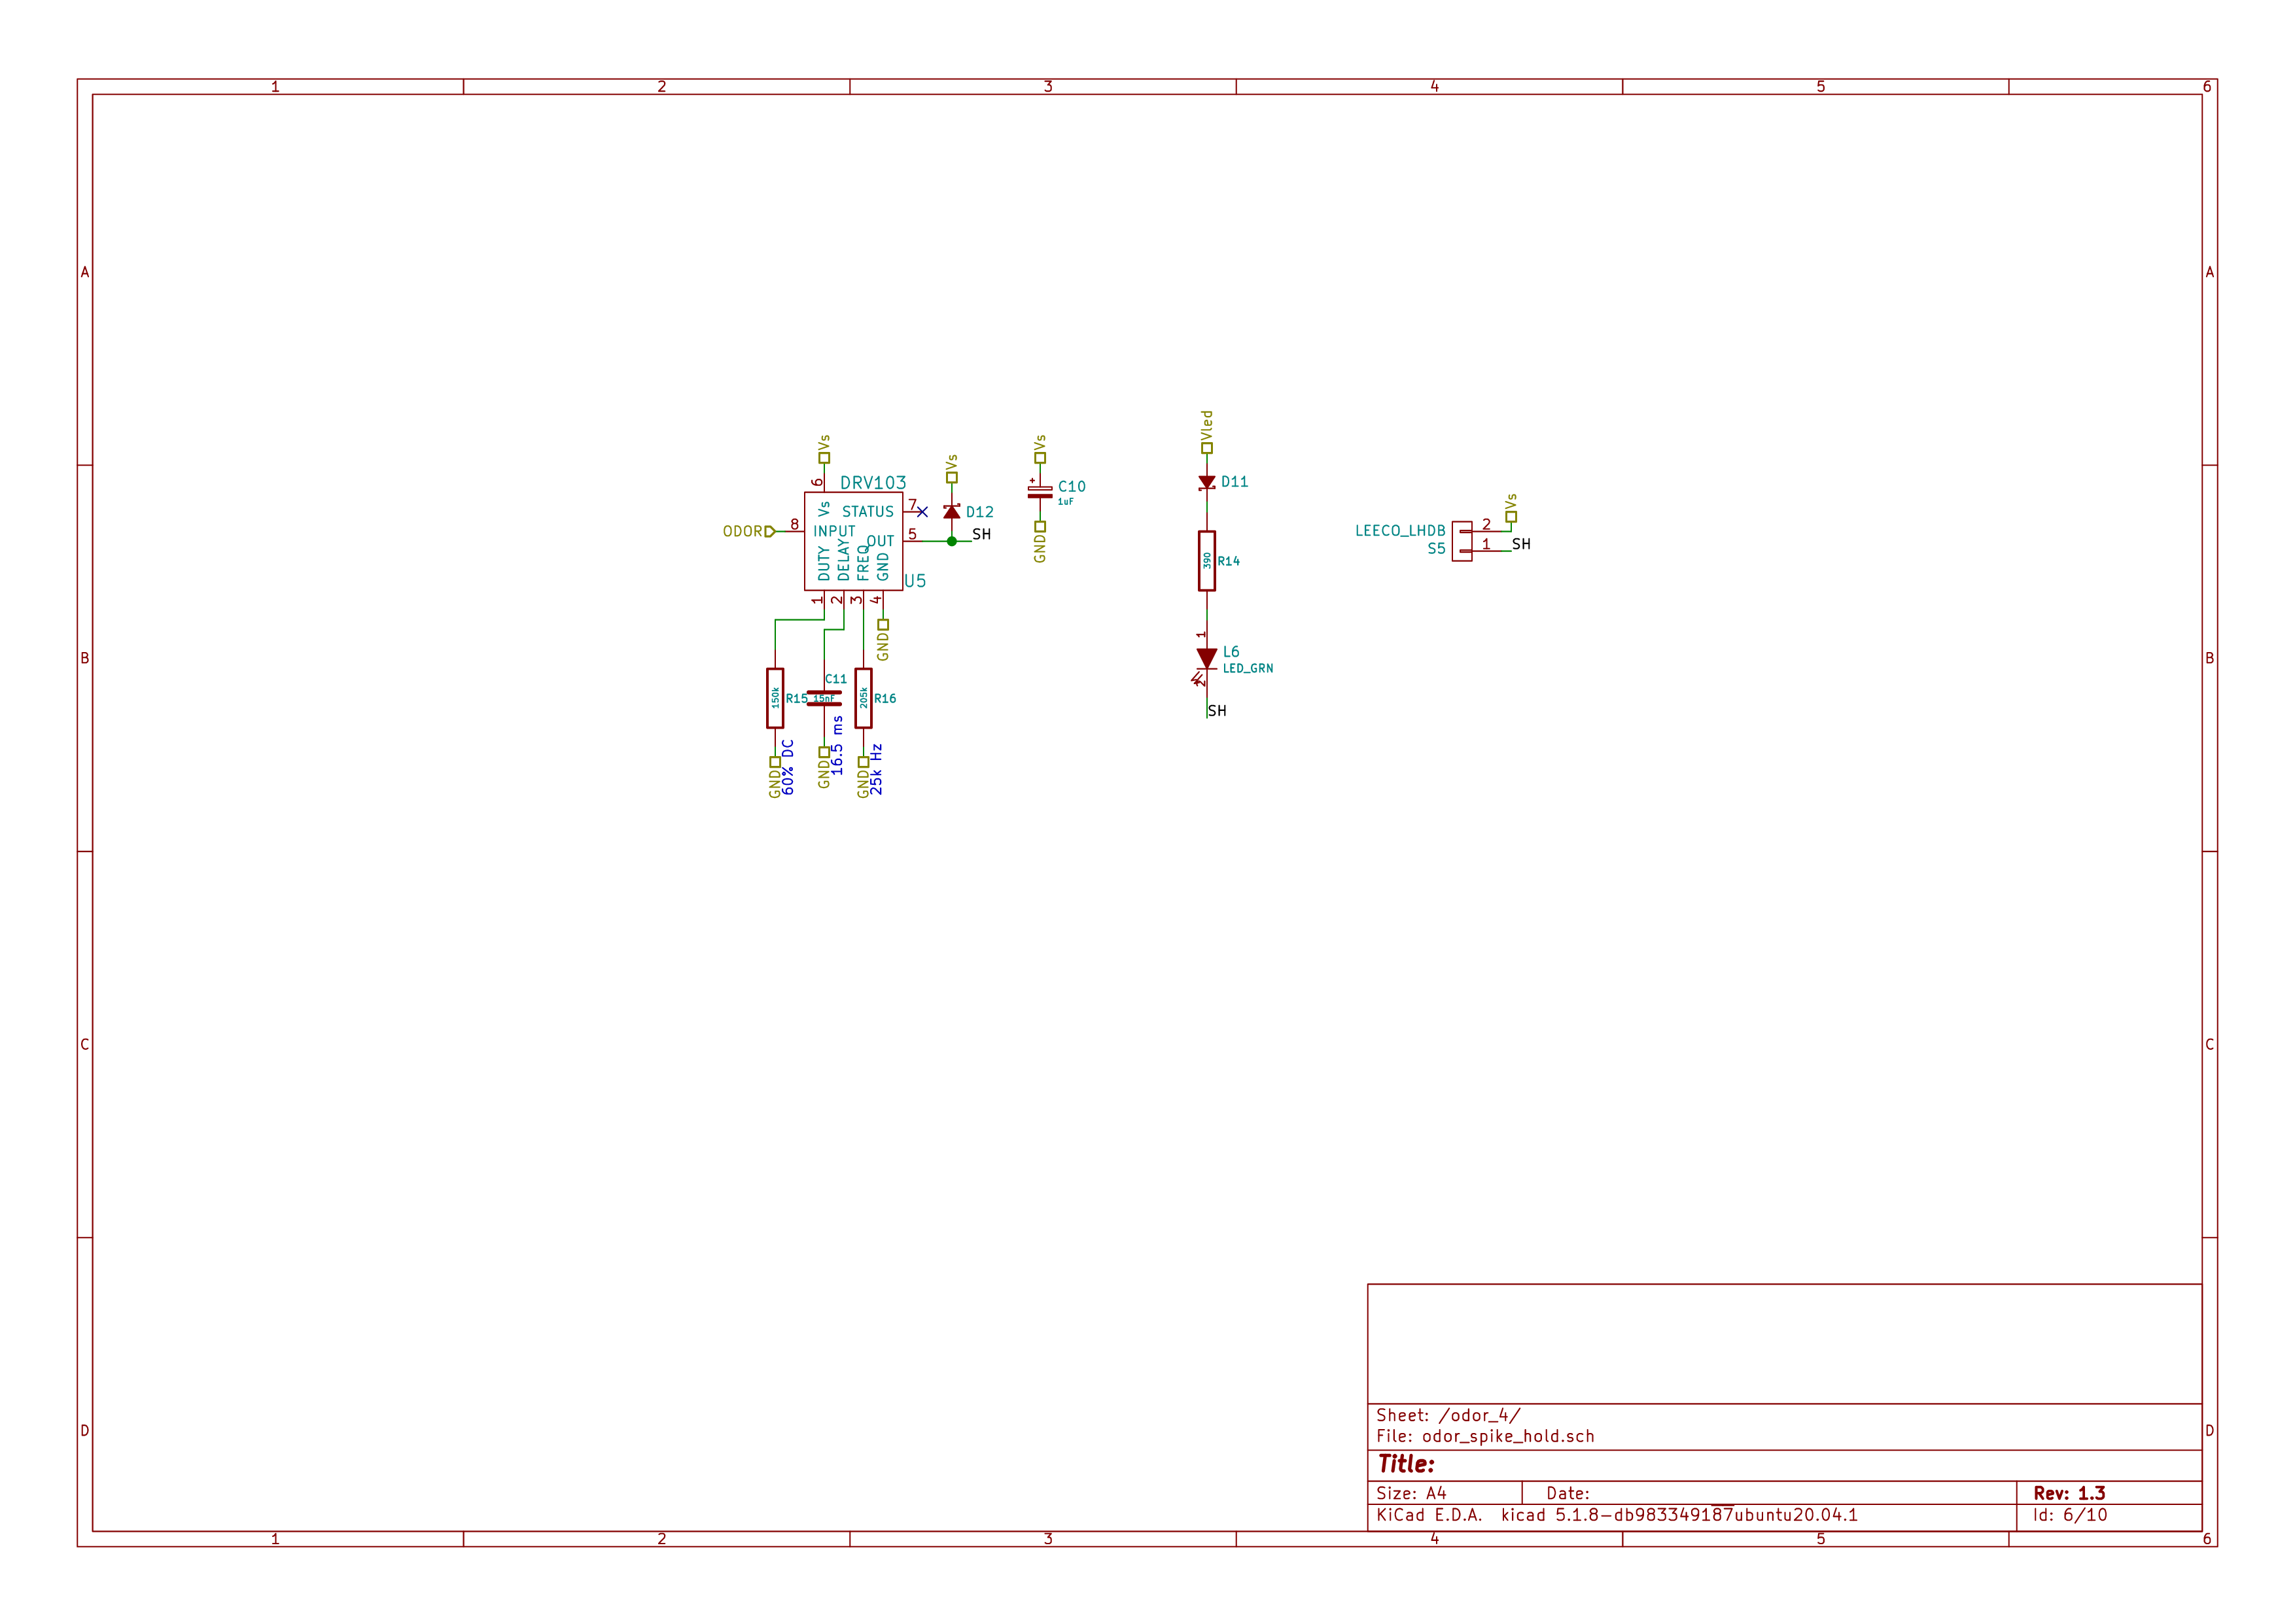 1 2 3 4 5 6
A A
Vled
Vs Vs
Vs
6 DRV103 D11
C10
1uF
Vs
Vs STATUS 7 D12
ODOR 8 INPUT SH
OUT 5
LEECO_LHDB 2
S5 1 SH
GND
DUTY DELAY FREQ GND
U5
390 R14
1 2 3 4
GND
1
L6
LED_GRN
2
SH
B B
C11
150k R15 15nF 205k R16
GND 60% DC
GND 16.5 ms
GND 25k Hz
C C
D D
Sheet: /odor_4/
File: odor_spike_hold.sch
Title:
Size: A4 Date: Rev: 1.3
KiCad E.D.A. kicad 5.1.8-db983349187ubuntu20.04.1 Id: 6/10
1 2 3 4 5 6